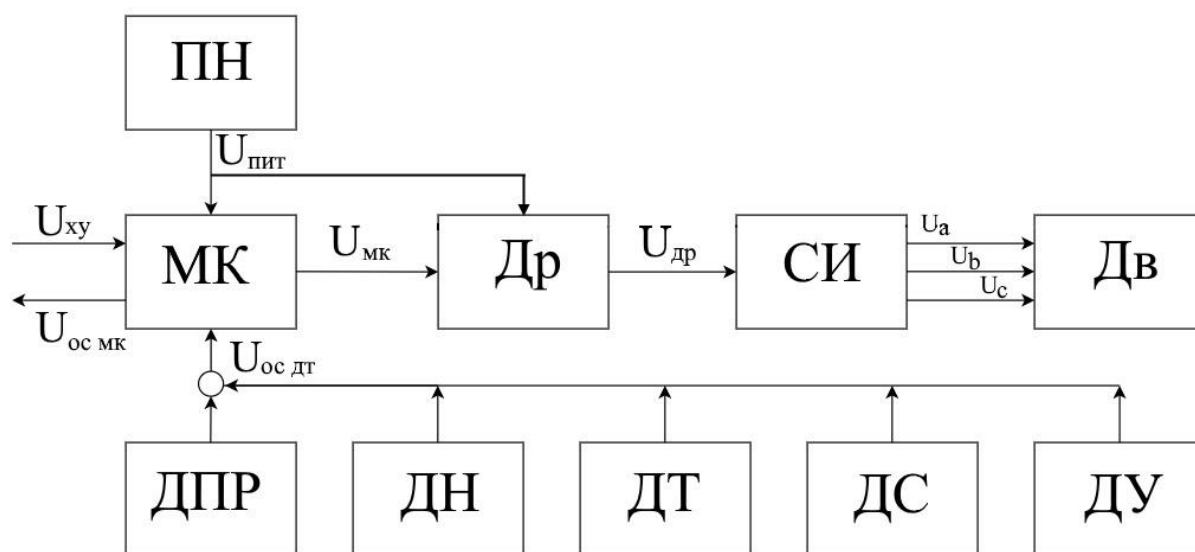 ПН
Uпит
Uху
МК
Uмк
Др
Uдр
СИ
Ua
Ub
Uc
Дв
Uос мк
Uос дт
ДПР
ДН
ДТ
ДС
ДУ